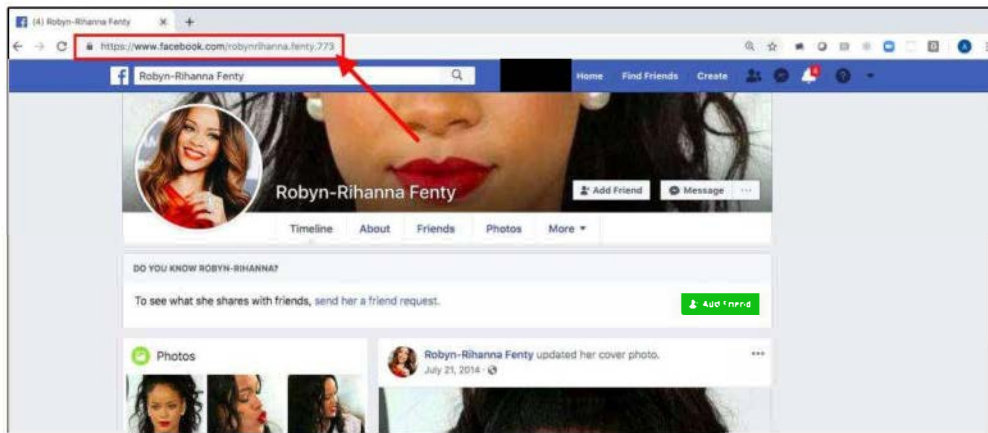 (4) Robyn-Rihanna Fenty
https://www.facebook.com/robynrihanna.fenty.773
Robyn-Rihanna Fenty
Home Find Friends Create
Robyn-Rihanna Fenty
Add Friend Message
Timeline About Friends Photos More
DO YOU KNOW ROBYN-RIHANNA?
To see what she shares with friends, send her a friend request.
Add Friend
Photos
Robyn-Rihanna Fenty updated her cover photo.
July 21, 2014